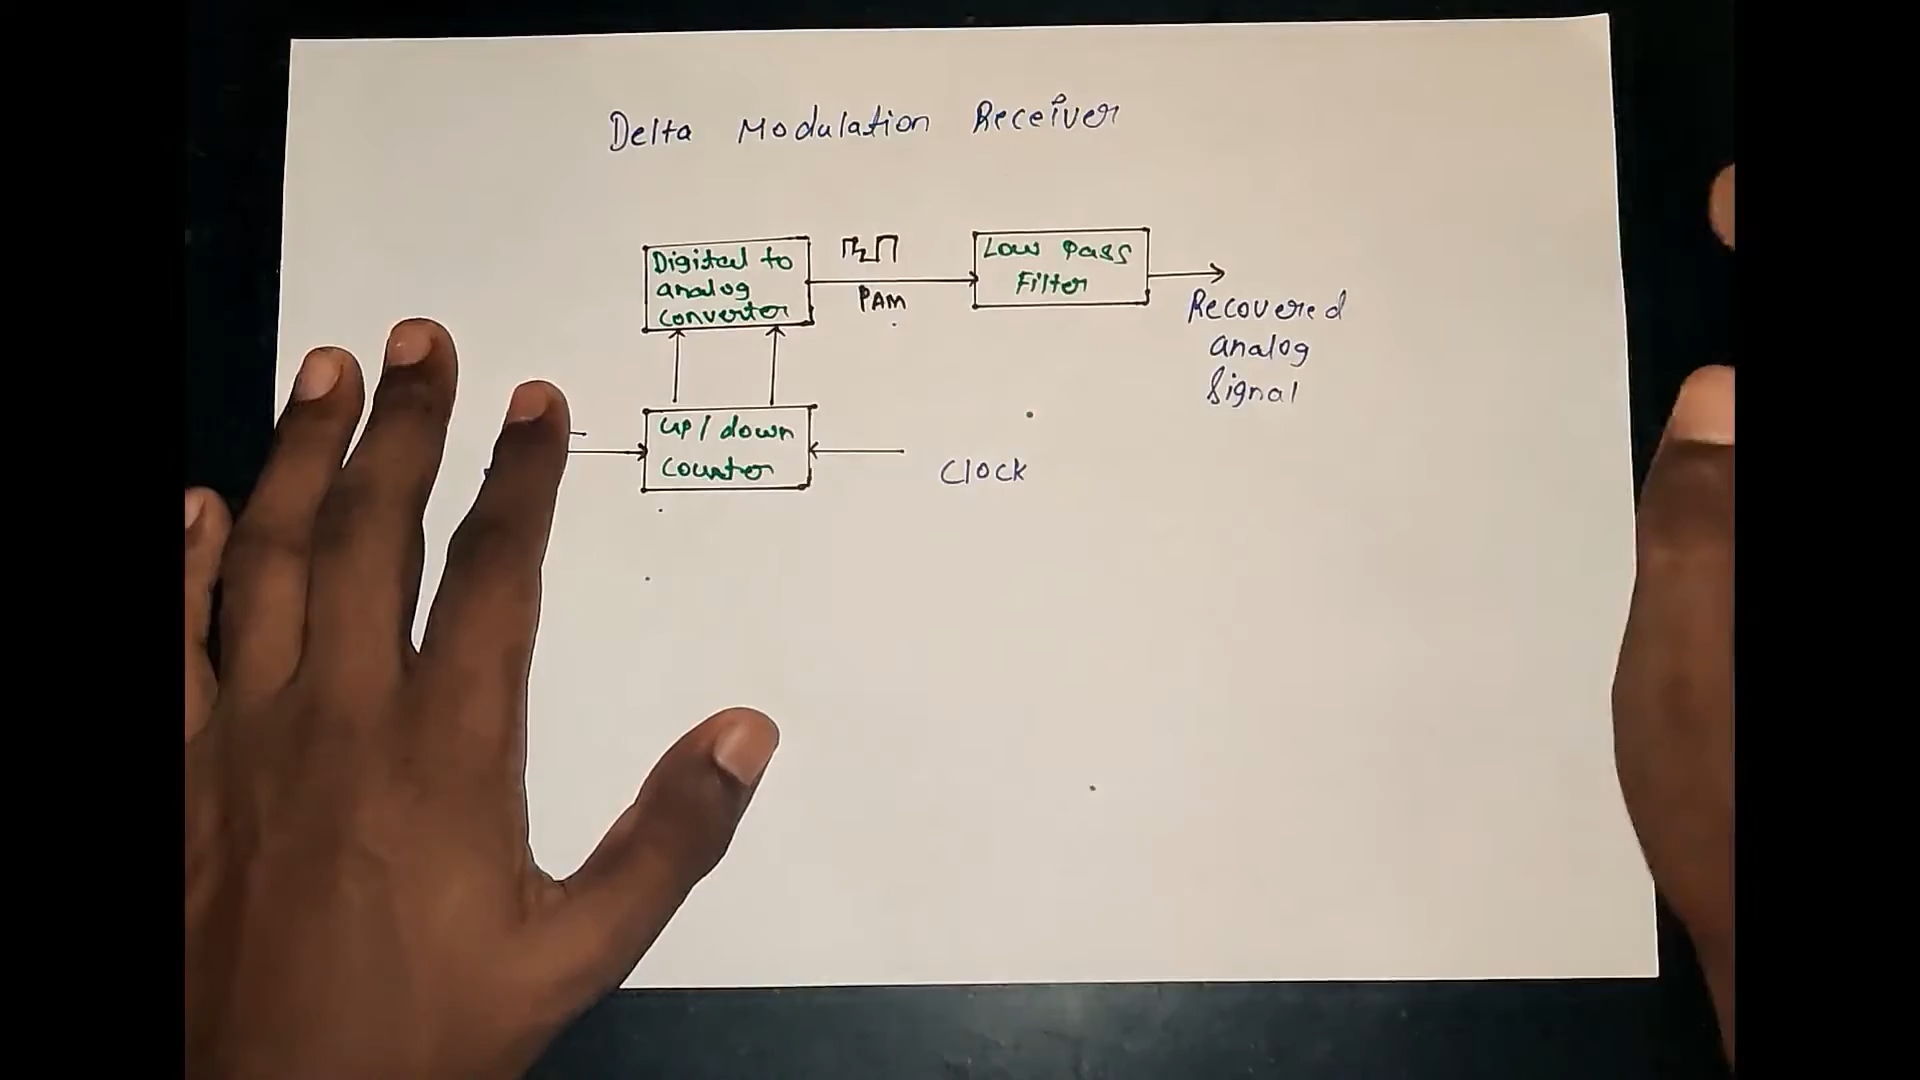 Delta Modulation Receiver
Digital to
analog
converter
PAM
Low pass
Filter
Recovered
analog
Signal
up/down
Counter
Clock